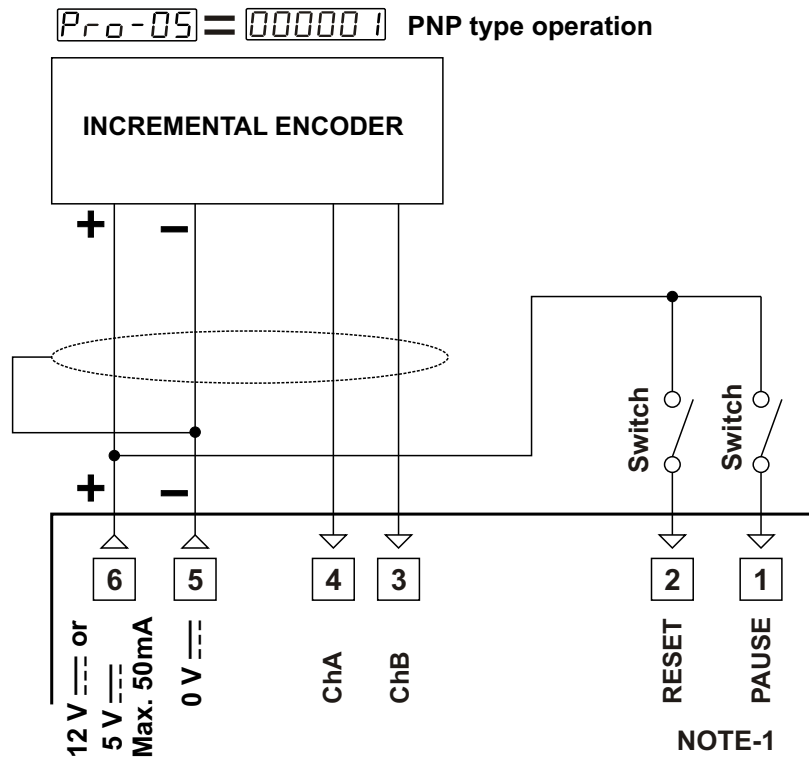 Pro-05 = 000001 PNP type operation
INCREMENTAL ENCODER
+ −
Switch
Switch
+ −
6 5 4 3 2 1
12 V or
5 V
Max. 50mA
0 V
ChA
ChB
RESET
PAUSE
NOTE-1